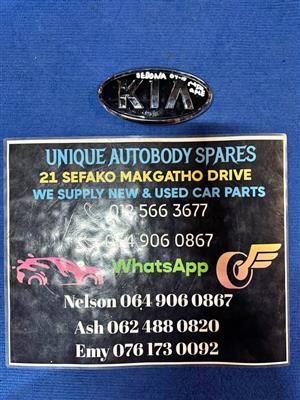 SEDONA
KIA
UNIQUE AUTOBODY SPARES
21 SEFAKO MAKGATHO DRIVE
WE SUPPLY NEW & USED CAR PARTS
012 566 3677
064 906 0867
WhatsApp
Nelson 064 906 0867
Ash 062 488 0820
Emy 076 173 0092